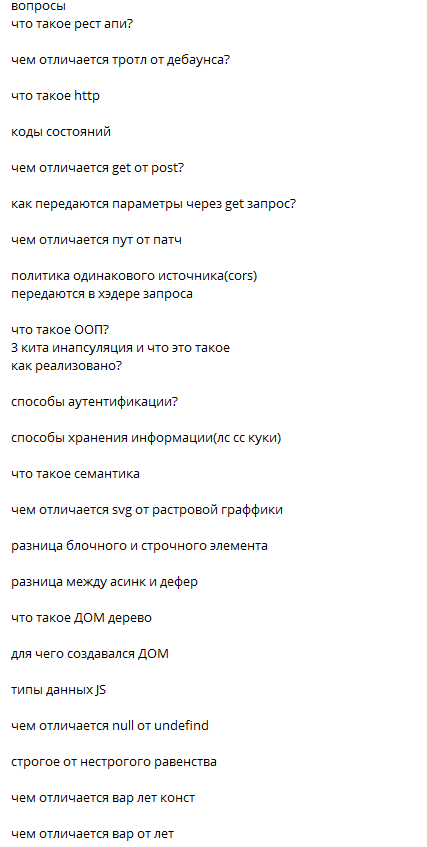 вопросы
что такое рест апи?
чем отличается тротл от дебаунса?
что такое http
коды состояний
чем отличается get от post?
как передаются параметры через get запрос?
чем отличается пут от патч
политика одинакового источника(cors)
передаются в хэдере запроса
что такое ООП?
3 кита инапсуляция и что это такое
как реализовано?
способы аутентификации?
способы хранения информации(лс сс куки)
что такое семантика
чем отличается svg от растровой граффики
разница блочного и строчного элемента
разница между асинк и дефер
что такое ДОМ дерево
для чего создавался ДОМ
типы данных JS
чем отличается null от undefind
строгое от нестрогого равенства
чем отличается вар лет конст
чем отличается вар от лет